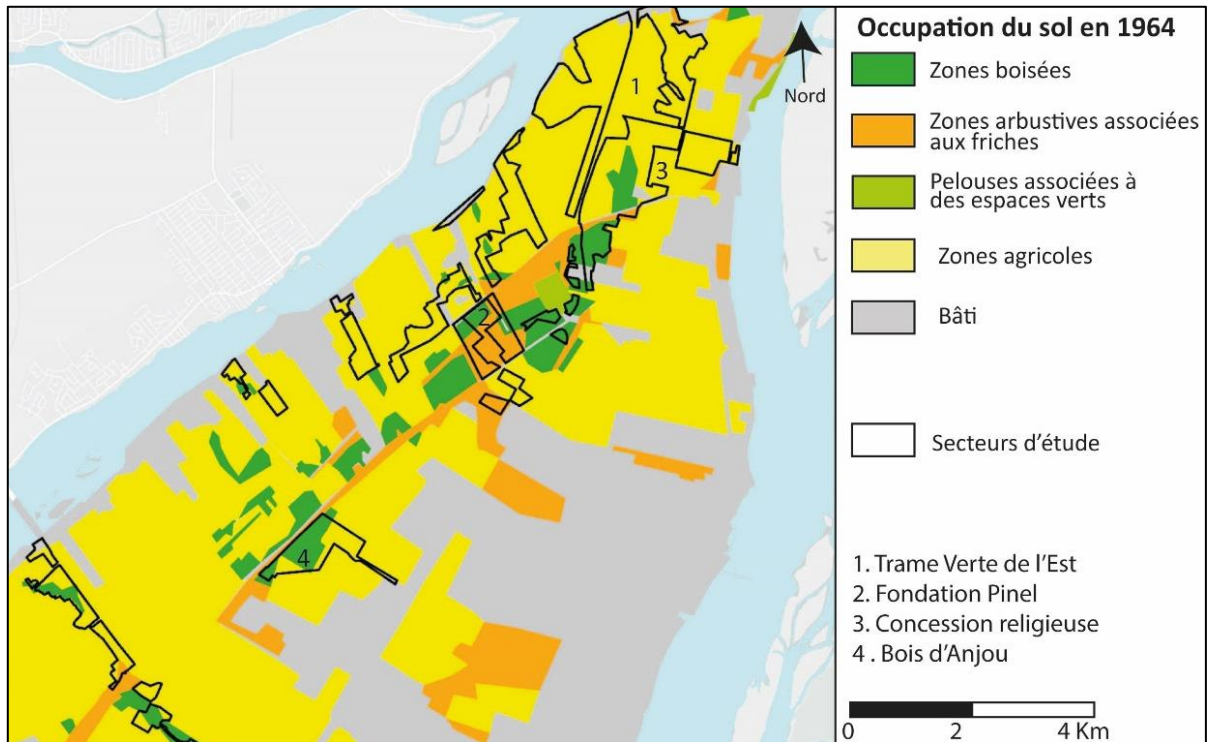 Occupation du sol en 1964
Zones boisées
Zones arbustives associées
aux friches
Pelouses associées à
des espaces verts
Zones agricoles
Bâti
Secteurs d'étude
1. Trame Verte de l'Est
2. Fondation Pinel
3. Concession religieuse
4 . Bois d'Anjou
0 2 4 Km
Nord
1
3
2
4